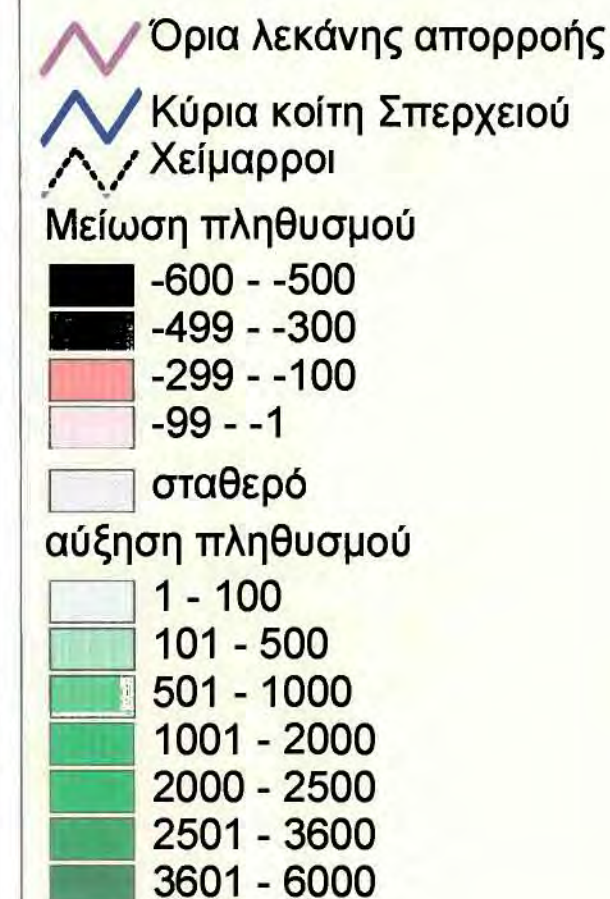 Όρια λεκάνης απορροής
Κύρια κοίτη Σπερχειού
Χείμαρροι
Μείωση πληθυσμού
-600 - -500
-499 - -300
-299 - -100
-99 - -1
σταθερό
αύξηση πληθυσμού
1 - 100
101 - 500
501 - 1000
1001 - 2000
2000 - 2500
2501 - 3600
3601 - 6000